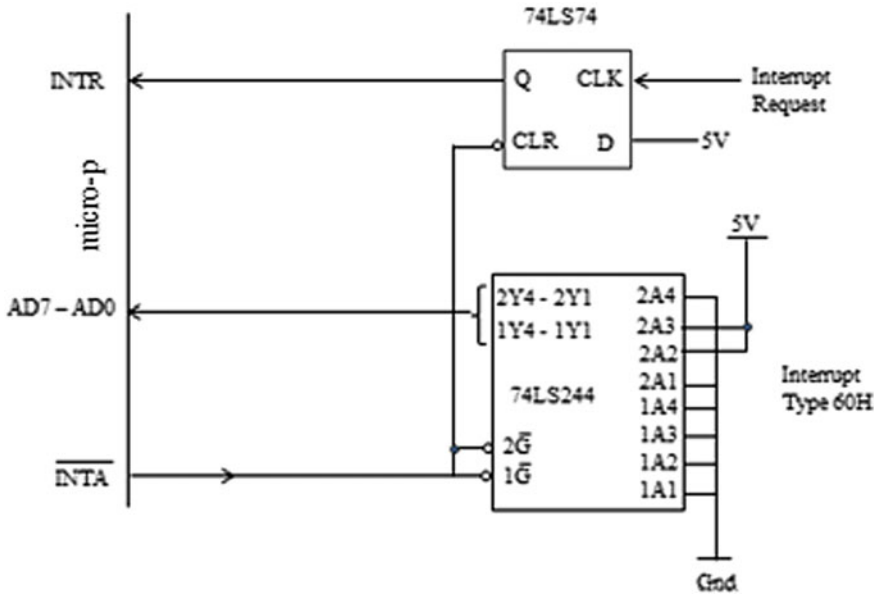 74LS74
INTR
Q
CLK
Interrupt
Request
CLR
D
5V
micro-p
5V
AD7 – AD0
2Y4 - 2Y1
1Y4 - 1Y1
2A4
2A3
2A2
2A1
1A4
1A3
1A2
1A1
74LS244
Interrupt
Type 60H
2G̅
1G̅
I̅N̅T̅A̅
Gnd